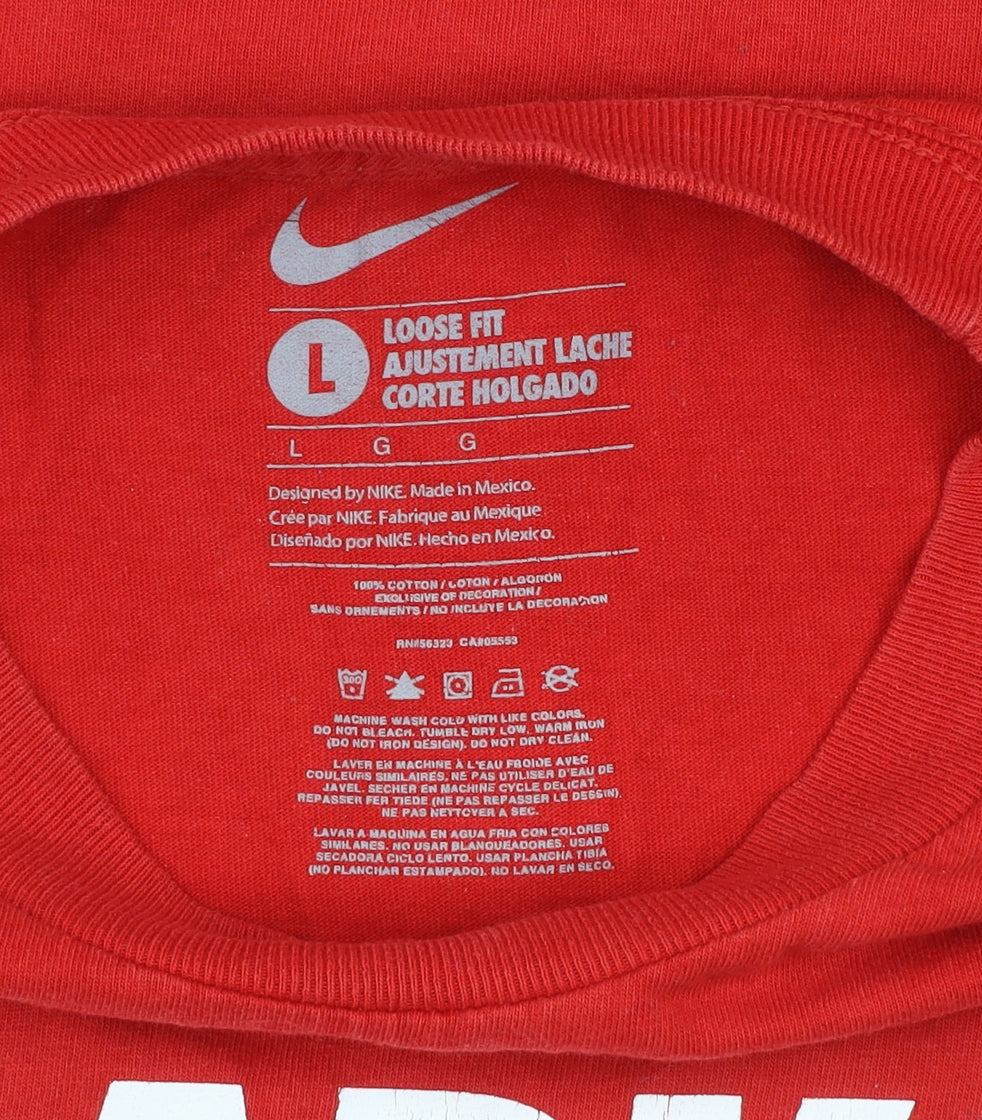 L
LOOSE FIT
AJUSTEMENT LACHE
CORTE HOLGADO
L G G
Designed by NIKE. Made in Mexico.
Crée par NIKE. Fabrique au Mexique
Diseñado por NIKE. Hecho en Mexico.
100% COTTON / COTON / ALGODON
EXCLUSIVE OF DECORATION /
SANS ORNEMENTS / NO INCLUYE LA DECORACION
RN#56323 CA#05553
MACHINE WASH COLD WITH LIKE COLORS.
DO NOT BLEACH. TUMBLE DRY LOW. WARM IRON
(DO NOT IRON DESIGN). DO NOT DRY CLEAN.
LAVER EN MACHINE À L'EAU FROIDE AVEC
COULEURS SIMILAIRES. NE PAS UTILISER D'EAU DE
JAVEL. SECHER EN MACHINE CYCLE DELICAT.
REPASSER FER TIEDE (NE PAS REPASSER LE DESSIN).
NE PAS NETTOYER A SEC.
LAVAR A MAQUINA EN AGUA FRIA CON COLORES
SIMILARES. NO USAR BLANQUEADORES. USAR
SECADORA CICLO LENTO. USAR PLANCHA TIBIA
(NO PLANCHAR ESTAMPADO). NO LAVAR EN SECO.